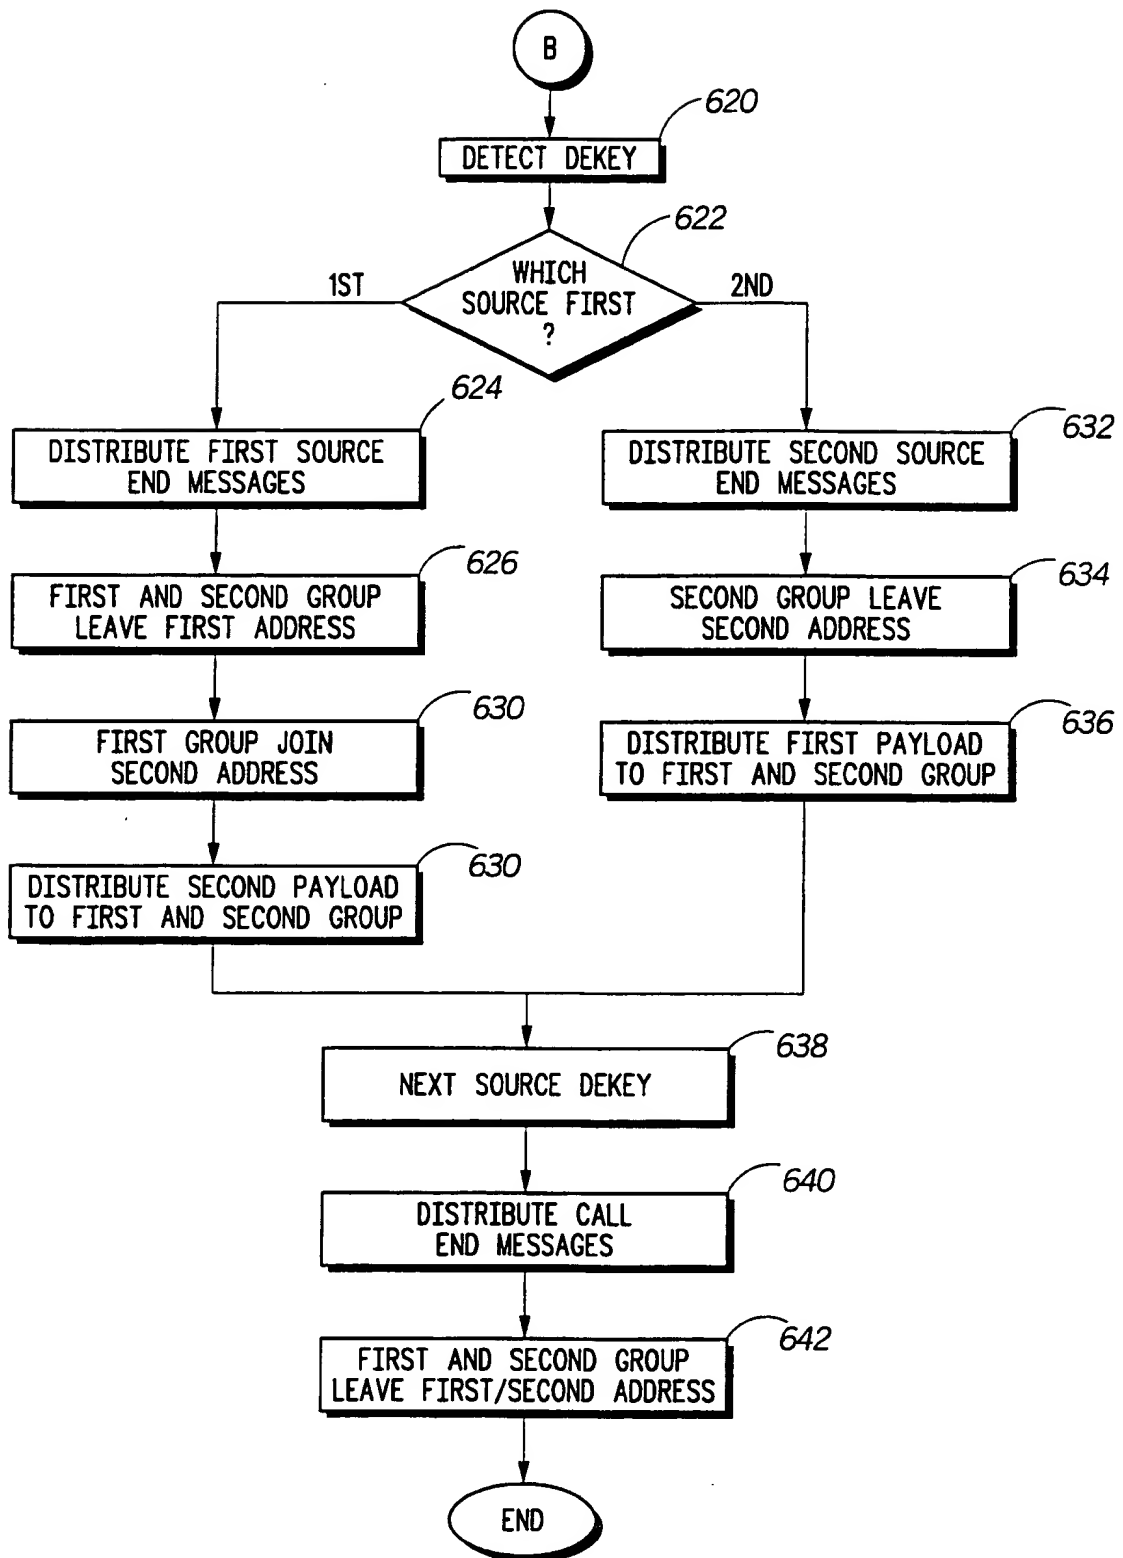 B
620
DETECT DEKEY
622
WHICH
SOURCE FIRST
?
1ST
2ND
624
DISTRIBUTE FIRST SOURCE
END MESSAGES
626
FIRST AND SECOND GROUP
LEAVE FIRST ADDRESS
630
FIRST GROUP JOIN
SECOND ADDRESS
630
DISTRIBUTE SECOND PAYLOAD
TO FIRST AND SECOND GROUP
632
DISTRIBUTE SECOND SOURCE
END MESSAGES
634
SECOND GROUP LEAVE
SECOND ADDRESS
636
DISTRIBUTE FIRST PAYLOAD
TO FIRST AND SECOND GROUP
638
NEXT SOURCE DEKEY
640
DISTRIBUTE CALL
END MESSAGES
642
FIRST AND SECOND GROUP
LEAVE FIRST/SECOND ADDRESS
END